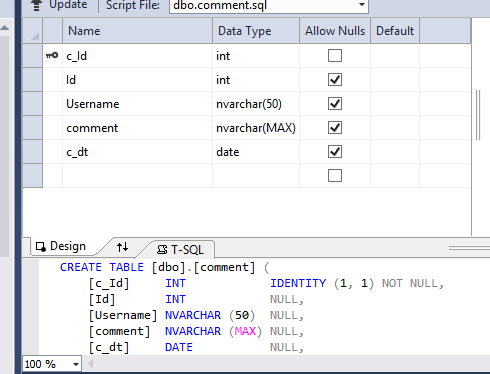 Update Script File: dbo.comment.sql
Name Data Type Allow Nulls Default
c_Id int
Id int
Username nvarchar(50)
comment nvarchar(MAX)
c_dt date
Design T-SQL
CREATE TABLE [dbo].[comment] (
[c_Id] INT IDENTITY (1, 1) NOT NULL,
[Id] INT NULL,
[Username] NVARCHAR (50) NULL,
[comment] NVARCHAR (MAX) NULL,
[c_dt] DATE NULL,
100 %